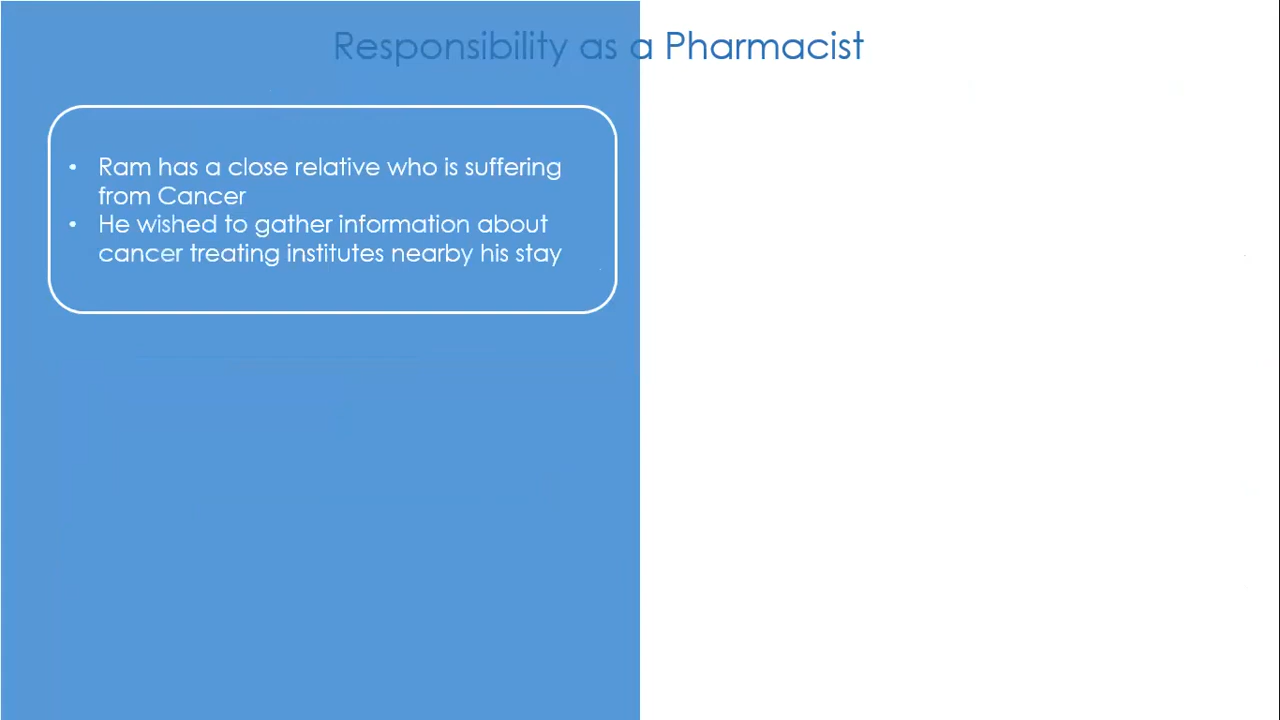 Responsibility as a Pharmacist
• Ram has a close relative who is suffering
from Cancer
• He wished to gather information about
cancer treating institutes nearby his stay